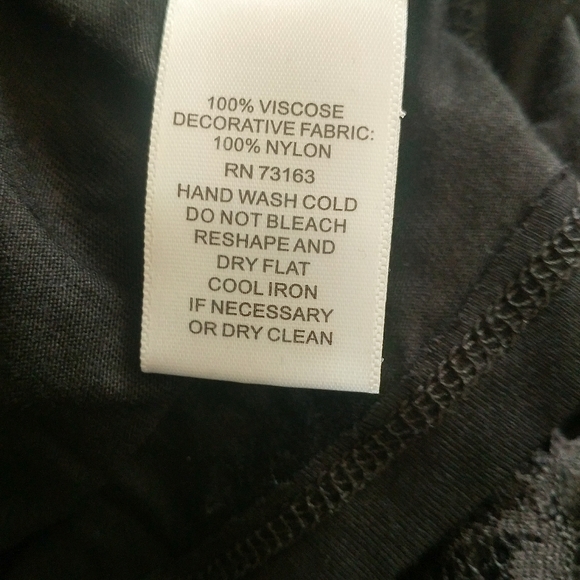 100% VISCOSE
DECORATIVE FABRIC:
100% NYLON
RN 73163
HAND WASH COLD
DO NOT BLEACH
RESHAPE AND
DRY FLAT
COOL IRON
IF NECESSARY
OR DRY CLEAN